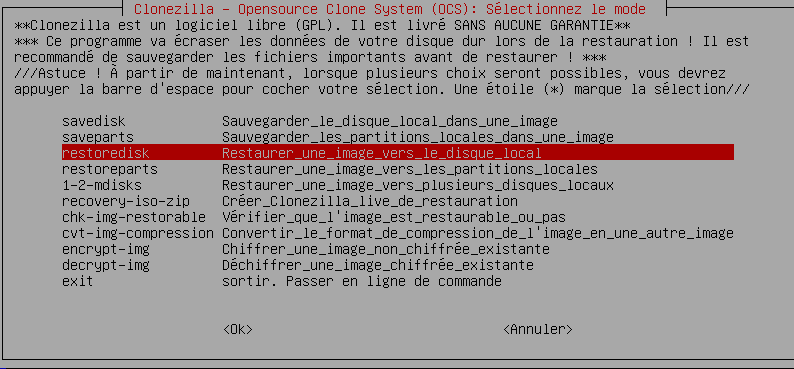 Clonezilla - Opensource Clone System (OCS): Sélectionnez le mode
**Clonezilla est un logiciel libre (GPL). Il est livré SANS AUCUNE GARANTIE**
*** Ce programme va écraser les données de votre disque dur lors de la restauration ! Il est
recommandé de sauvegarder les fichiers importants avant de restaurer ! ***
///Astuce ! À partir de maintenant, lorsque plusieurs choix seront possibles, vous devrez
appuyer la barre d'espace pour cocher votre sélection. Une étoile (*) marque la sélection///
savedisk Sauvegarder_le_disque_local_dans_une_image
saveparts Sauvegarder_les_partitions_locales_dans_une_image
restoredisk Restaurer_une_image_vers_le_disque_local
restoreparts Restaurer_une_image_vers_les_partitions_locales
1-2-mdisks Restaurer_une_image_vers_plusieurs_disques_locaux
recovery-iso-zip Créer_Clonezilla_live_de_restauration
chk-img-restorable Vérifier_que_l'image_est_restaurable_ou_pas
cvt-img-compression Convertir_le_format_de_compression_de_l'image_en_une_autre_image
encrypt-img Chiffrer_une_image_non_chiffrée_existante
decrypt-img Déchiffrer_une_image_chiffrée_existante
exit sortir. Passer en ligne de commande
<Ok> <Annuler>